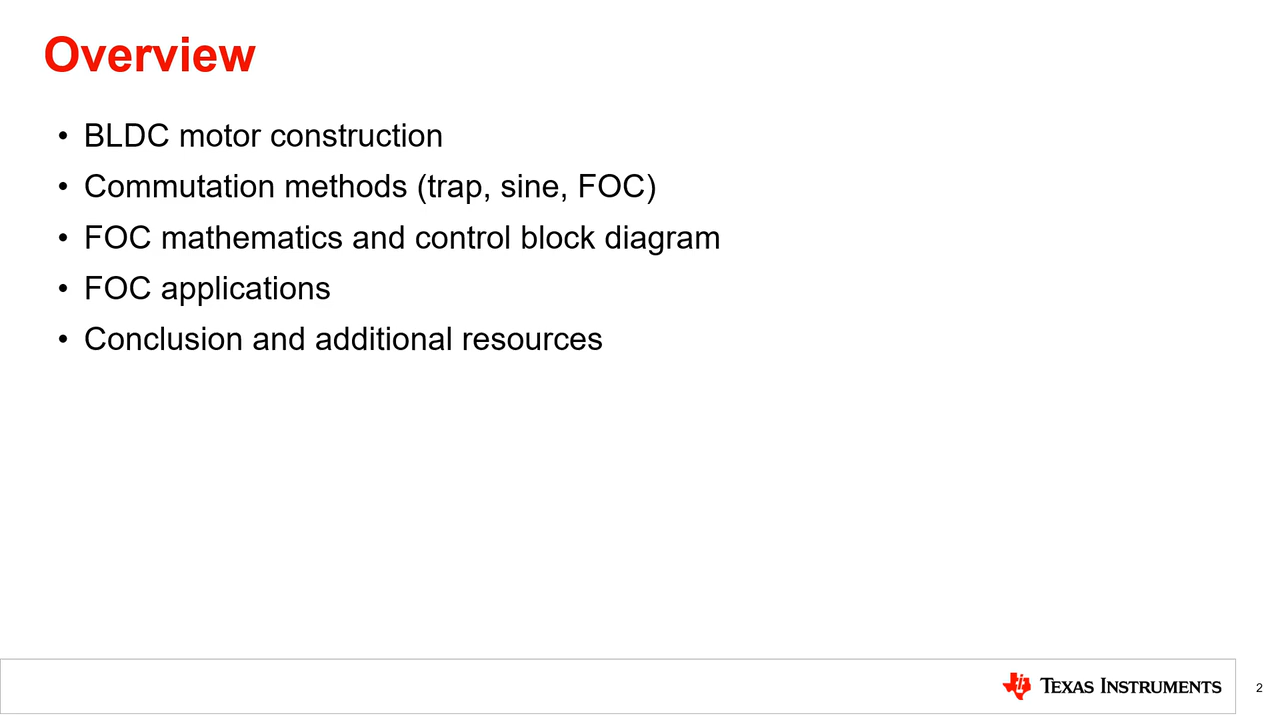 Overview
• BLDC motor construction
• Commutation methods (trap, sine, FOC)
• FOC mathematics and control block diagram
• FOC applications
• Conclusion and additional resources
TEXAS INSTRUMENTS
2